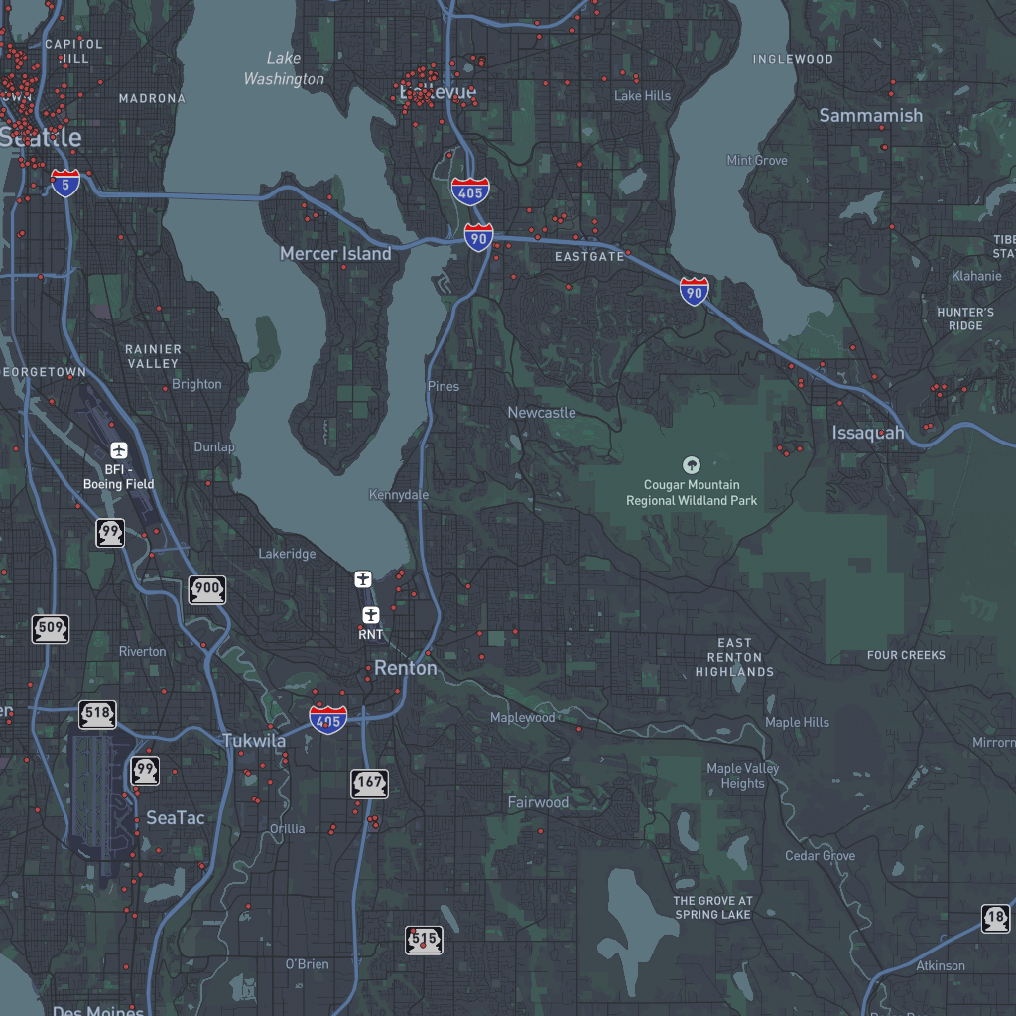 CAPITOL
HILL
Lake
Washington
INGLEWOOD
MADRONA
Bellevue
Lake Hills
Sammamish
Seattle
Mint Grove
5
405
90
Mercer Island
EASTGATE
90
Klahanie
HUNTER'S
RIDGE
RAINIER
VALLEY
Brighton
Pires
Newcastle
Issaquah
Dunlap
BFI -
Boeing Field
Cougar Mountain
Regional Wildland Park
Kennydale
99
Lakeridge
900
RNT
509
Riverton
Renton
EAST
RENTON
HIGHLANDS
FOUR CREEKS
518
405
Maplewood
Maple Hills
Tukwila
99
167
Maple Valley
Heights
SeaTac
Orillia
Fairwood
Cedar Grove
THE GROVE AT
SPRING LAKE
18
515
O'Brien
Atkinson
Des Moines